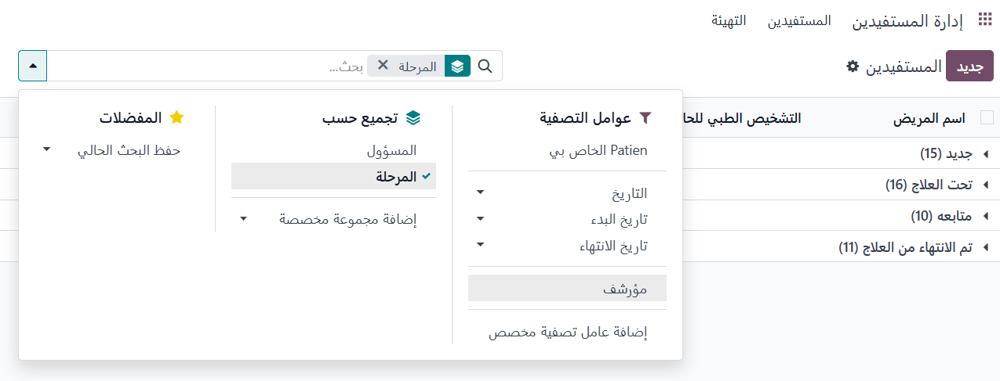 إدارة المستفيدين
المستفيدين
التهيئة
جديد
المستفيدين
المرحلة
بحث...
اسم المريض
التشخيص الطبي للحا
جديد (15)
تحت العلاج (16)
متابعه (10)
تم الانتهاء من العلاج (11)
عوامل التصفية
Patien الخاص بي
التاريخ
تاريخ البدء
تاريخ الانتهاء
مؤرشف
إضافة عامل تصفية مخصص
تجميع حسب
المسؤول
المرحلة
إضافة مجموعة مخصصة
المفضلات
حفظ البحث الحالي